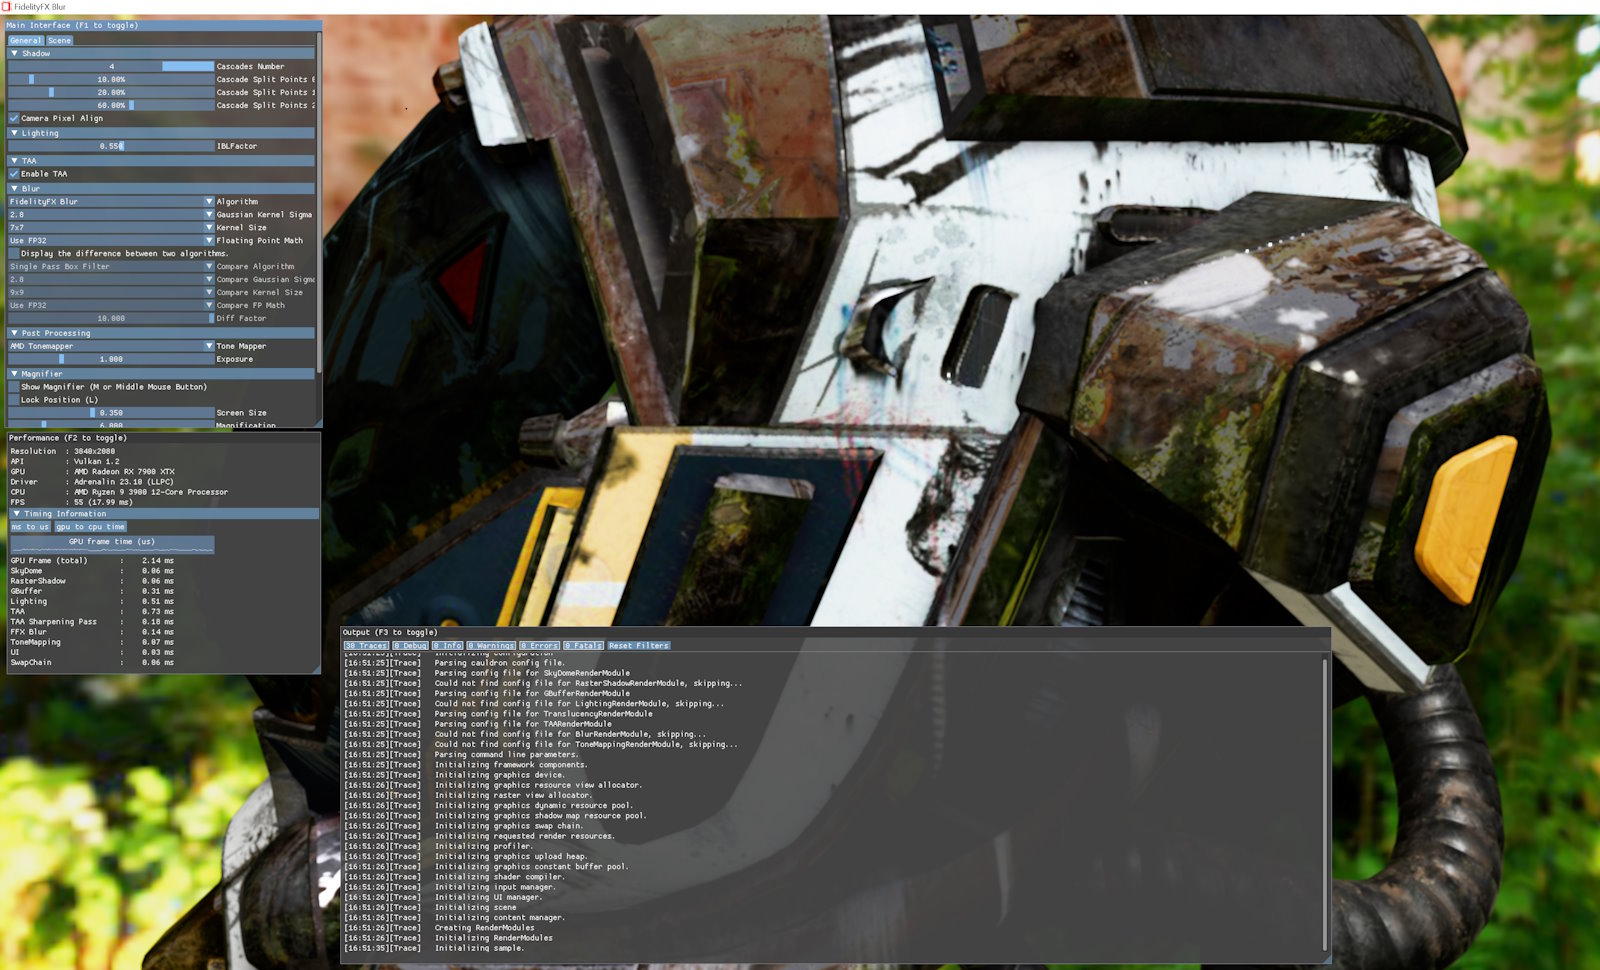 FidelityFX Blur
Main Interface (F1 to toggle)
General Scene
Shadow
4 Cascades Number
10.00% Cascade Split Points
20.00% Cascade Split Points
60.00% Cascade Split Points
Camera Pixel Align
Lighting
0.550 IBLFactor
TAA
Enable TAA
Blur
FidelityFX Blur Algorithm
2.8 Gaussian Kernel Sigma
7x7 Kernel Size
Use FP32 Floating Point Math
Display the difference between two algorithms.
Single Pass Box Filter Compare Algorithm
2.8 Compare Gaussian Sigma
9x9 Compare Kernel Size
Use FP32 Compare FP Math
10.000 Diff Factor
Post Processing
AMD Tonemapper Tone Mapper
1.000 Exposure
Magnifier
Show Magnifier (M or Middle Mouse Button)
Lock Position (L)
0.350 Screen Size
6.000 Magnification
Performance (F2 to toggle)
Resolution : 3840x2080
API : Vulkan 1.2
GPU : AMD Radeon RX 7900 XTX
Driver : Adrenalin 23.10 (LLPC)
CPU : AMD Ryzen 9 3900 12-Core Processor
FPS : 55 (17.99 ms)
Timing Information
ms to us gpu to cpu time
GPU frame time (us)
GPU Frame (total) : 2.14 ms
SkyDome : 0.06 ms
RasterShadow : 0.06 ms
GBuffer : 0.31 ms
Lighting : 0.51 ms
TAA : 0.73 ms
TAA Sharpening Pass : 0.18 ms
FFX Blur : 0.14 ms
ToneMapping : 0.07 ms
UI : 0.03 ms
SwapChain : 0.06 ms
Output (F3 to toggle)
38 Traces 0 Debug 0 Info 0 Warnings 0 Errors 0 Fatals Reset Filters
[16:51:25][Trace] Initializing configuration
[16:51:25][Trace] Parsing cauldron config file.
[16:51:25][Trace] Parsing config file for SkyDomeRenderModule
[16:51:25][Trace] Could not find config file for RasterShadowRenderModule, skipping...
[16:51:25][Trace] Parsing config file for GBufferRenderModule
[16:51:25][Trace] Could not find config file for LightingRenderModule, skipping...
[16:51:25][Trace] Parsing config file for TranslucencyRenderModule
[16:51:25][Trace] Parsing config file for TAARenderModule
[16:51:25][Trace] Could not find config file for BlurRenderModule, skipping...
[16:51:25][Trace] Could not find config file for ToneMappingRenderModule, skipping...
[16:51:25][Trace] Parsing command line parameters.
[16:51:25][Trace] Initializing framework components.
[16:51:25][Trace] Initializing graphics device.
[16:51:26][Trace] Initializing graphics resource view allocator.
[16:51:26][Trace] Initializing raster view allocator.
[16:51:26][Trace] Initializing graphics dynamic resource pool.
[16:51:26][Trace] Initializing graphics shadow map resource pool.
[16:51:26][Trace] Initializing graphics swap chain.
[16:51:26][Trace] Initializing requested render resources.
[16:51:26][Trace] Initializing profiler.
[16:51:26][Trace] Initializing graphics upload heap.
[16:51:26][Trace] Initializing graphics constant buffer pool.
[16:51:26][Trace] Initializing shader compiler.
[16:51:26][Trace] Initializing input manager.
[16:51:26][Trace] Initializing UI manager.
[16:51:26][Trace] Initializing scene
[16:51:26][Trace] Initializing content manager.
[16:51:26][Trace] Creating RenderModules
[16:51:26][Trace] Initializing RenderModules
[16:51:35][Trace] Initializing sample.